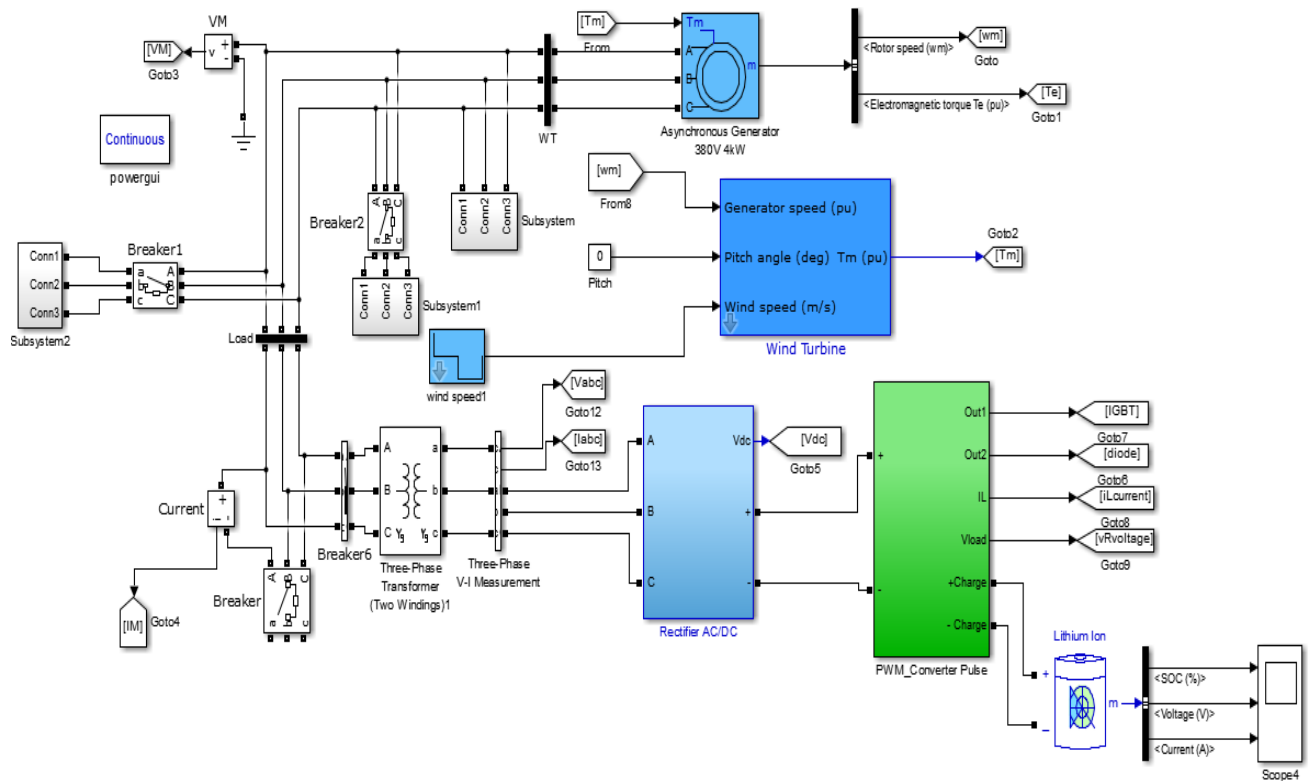 VM
[VM]
v
+
-
Goto3
Continuous
powergui
[Tm]
From
Tm
A
B
C
m
Asynchronous Generator
380V 4kW
WT
<Rotor speed (wm)>
[wm]
Goto
<Electromagnetic torque Te (pu)>
[Te]
Goto1
[wm]
From8
Generator speed (pu)
Pitch angle (deg) Tm (pu)
Wind speed (m/s)
Wind Turbine
0
Pitch
Goto2
[Tm]
Breaker2
A
B
C
a
b
c
Conn1
Conn2
Conn3
Subsystem
Conn1
Conn2
Conn3
Subsystem1
Conn1
Conn2
Conn3
Subsystem2
Breaker1
a
b
c
A
B
C
Load
wind speed1
[Vabc]
Goto12
[Iabc]
Goto13
Current
+
i
-
[IM]
Goto4
Breaker
A
B
C
a
b
c
Breaker6
A
B
C
a
b
c
Yg
Yg
Three-Phase
Transformer
(Two Windings)1
Three-Phase
V-I Measurement
A
B
C
Vdc
+
-
Rectifier AC/DC
[Vdc]
Goto5
+
-
Out1
Out2
IL
Vload
+Charge
- Charge
PWM_Converter Pulse
[IGBT]
Goto7
[diode]
Goto6
[iLcurrent]
Goto8
[vRvoltage]
Goto9
Lithium Ion
+
_
m
<SOC (%)>
<Voltage (V)>
<Current (A)>
Scope4